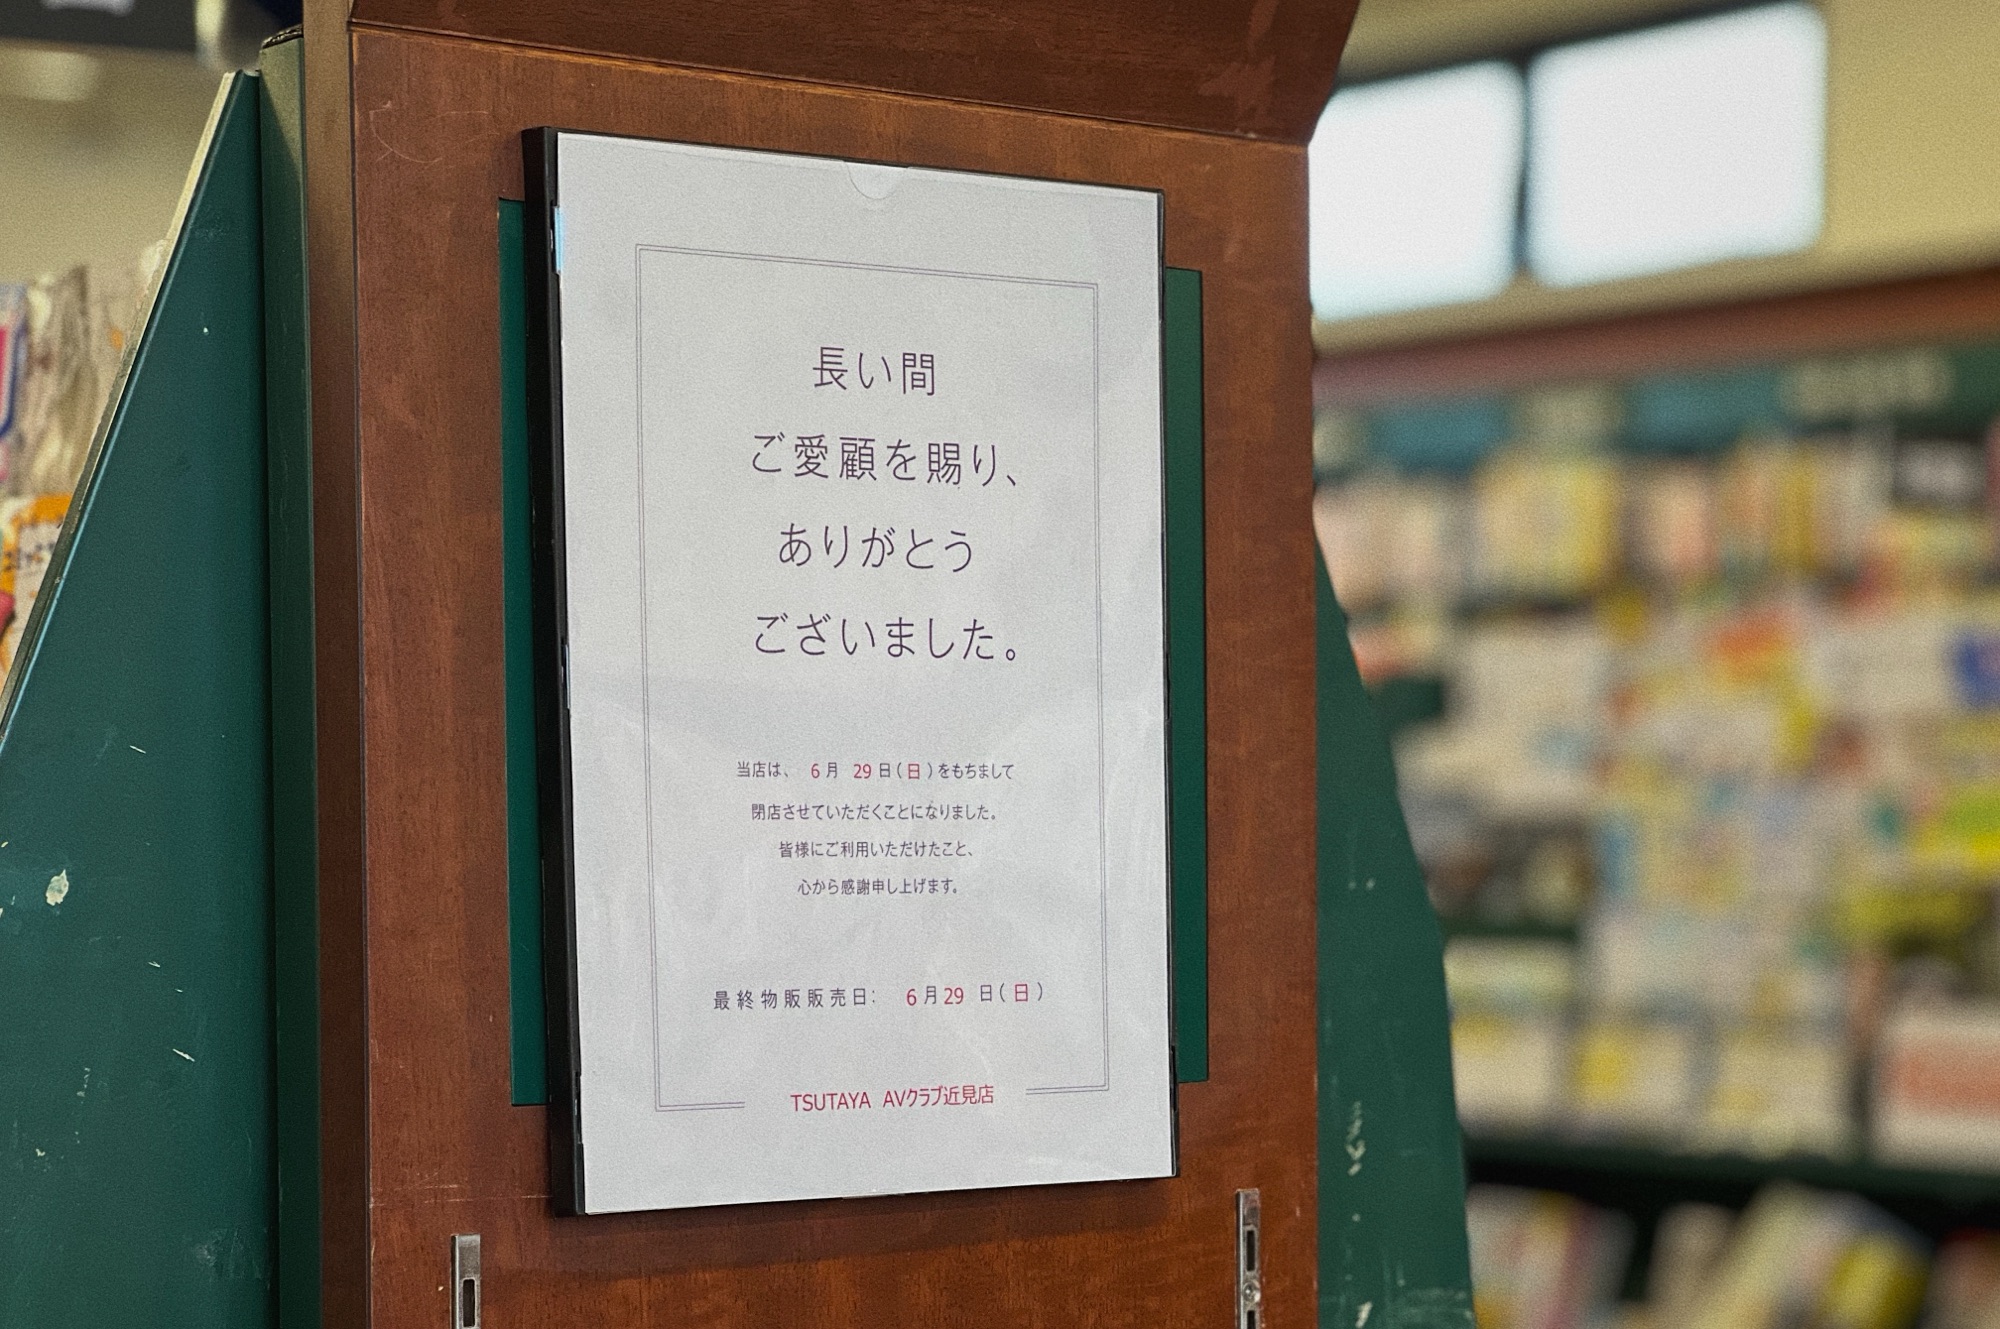 長い間
ご愛顧を賜り、
ありがとう
ございました。
当店は、 6月 29日(日)をもちまして
閉店させていただくことになりました。
皆様にご利用いただけたこと、
心から感謝申し上げます。
最終物販販売日: 6月29 日(日)
TSUTAYA AVクラブ近見店